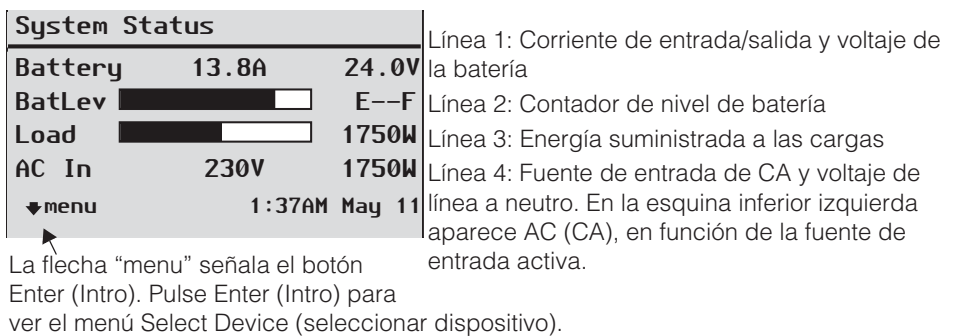 System Status
Battery 13.8A 24.0V
BatLev E--F
Load 1750W
AC In 230V 1750W
menu 1:37AM May 11
La flecha “menu” señala el botón
Enter (Intro). Pulse Enter (Intro) para
ver el menú Select Device (seleccionar dispositivo).
Línea 1: Corriente de entrada/salida y voltaje de
la batería
Línea 2: Contador de nivel de batería
Línea 3: Energía suministrada a las cargas
Línea 4: Fuente de entrada de CA y voltaje de
línea a neutro. En la esquina inferior izquierda
aparece AC (CA), en función de la fuente de
entrada activa.